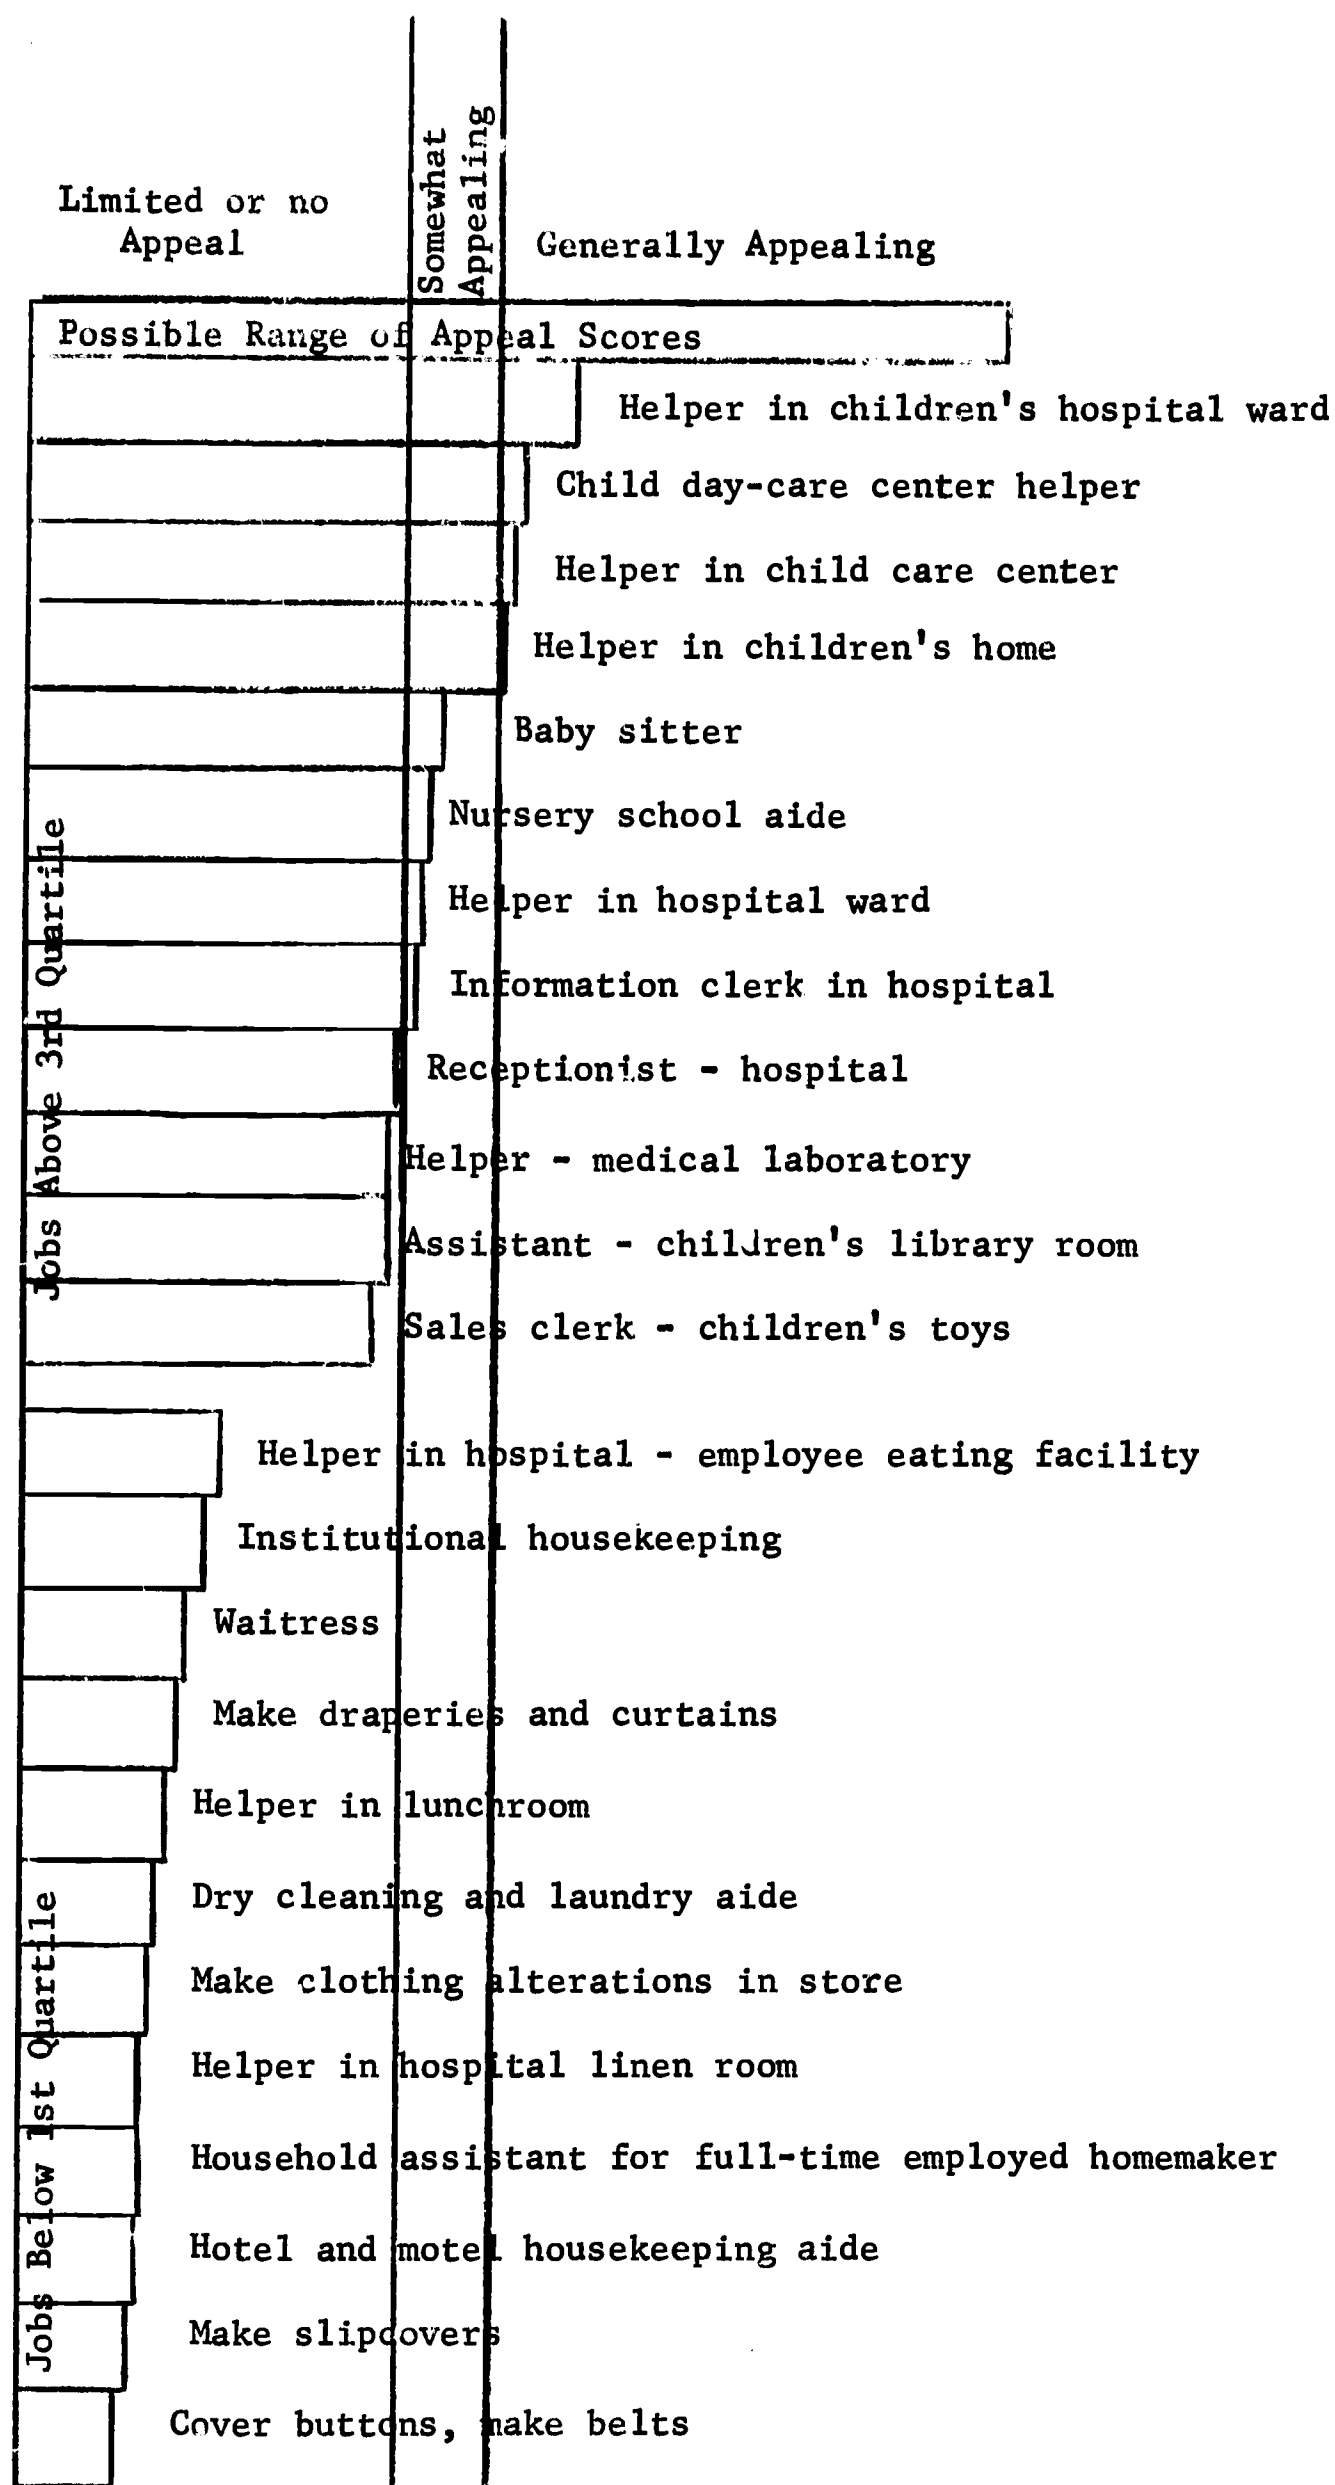 Limited or no
Appeal
Somewhat
Appealing
Generally Appealing
Possible Range of Appeal Scores
Helper in children's hospital ward
Child day-care center helper
Helper in child care center
Helper in children's home
Baby sitter
Nursery school aide
Helper in hospital ward
Information clerk in hospital
Receptionist - hospital
Helper - medical laboratory
Assistant - children's library room
Sales clerk - children's toys
Jobs Above 3rd Quartile
Helper in hospital - employee eating facility
Institutional housekeeping
Waitress
Make draperies and curtains
Helper in lunchroom
Dry cleaning and laundry aide
Make clothing alterations in store
Helper in hospital linen room
Household assistant for full-time employed homemaker
Hotel and motel housekeeping aide
Make slipcovers
Cover buttons, make belts
Jobs Below 1st Quartile